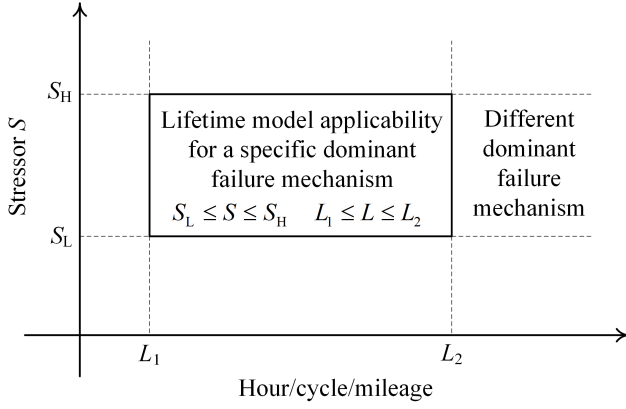 Stressor S
S_H
S_L
Lifetime model applicability
for a specific dominant
failure mechanism
S_L ≤ S ≤ S_H L_1 ≤ L ≤ L_2
Different
dominant
failure
mechanism
L_1
L_2
Hour/cycle/mileage